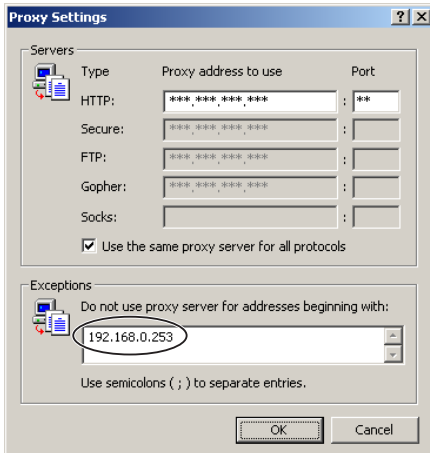 Proxy Settings
Servers
Type Proxy address to use Port
HTTP: ***.***.***.*** : **
Secure: ***.***.***.*** :
FTP: ***.***.***.*** :
Gopher: ***.***.***.*** :
Socks: :
Use the same proxy server for all protocols
Exceptions
Do not use proxy server for addresses beginning with:
192.168.0.253
Use semicolons ( ; ) to separate entries.
OK Cancel